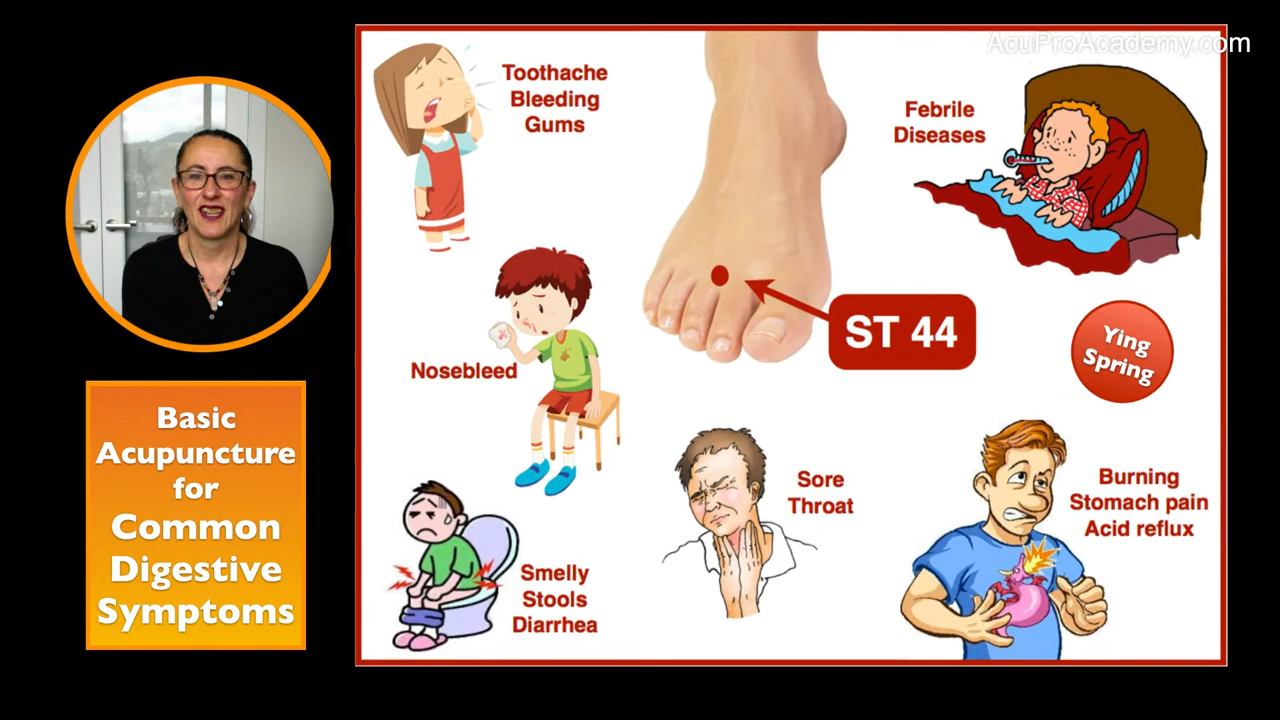 AcuProAcademy.com
Toothache
Bleeding
Gums
Febrile
Diseases
ST 44
Ying
Spring
Nosebleed
Basic
Acupuncture
for
Common
Digestive
Symptoms
Sore
Throat
Burning
Stomach pain
Acid reflux
Smelly
Stools
Diarrhea